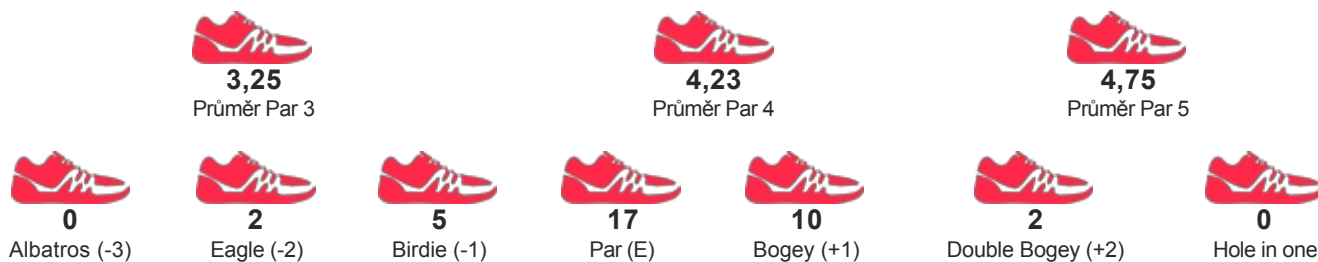 3,25
Průměr Par 3
4,23
Průměr Par 4
4,75
Průměr Par 5
0
Albatros (-3)
2
Eagle (-2)
5
Birdie (-1)
17
Par (E)
10
Bogey (+1)
2
Double Bogey (+2)
0
Hole in one